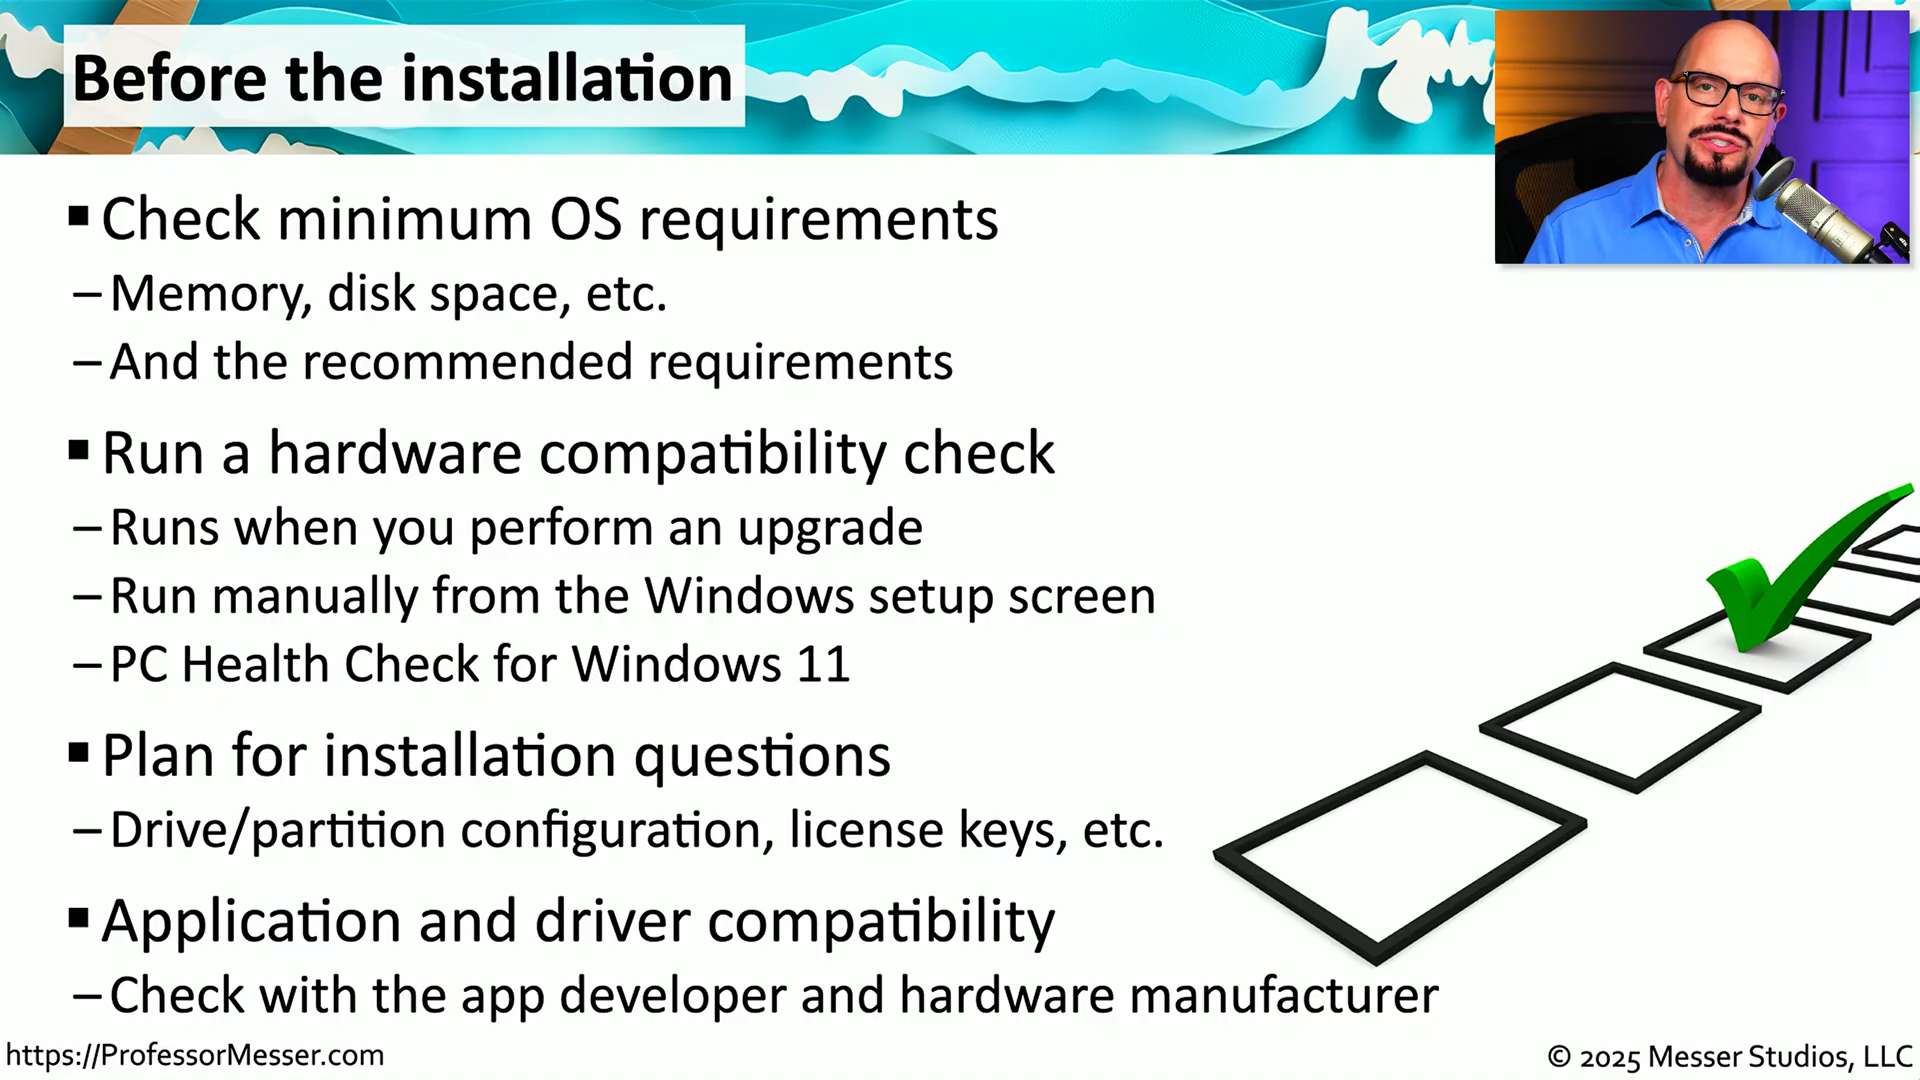 Before the installation
▪ Check minimum OS requirements
– Memory, disk space, etc.
– And the recommended requirements
▪ Run a hardware compatibility check
– Runs when you perform an upgrade
– Run manually from the Windows setup screen
– PC Health Check for Windows 11
▪ Plan for installation questions
– Drive/partition configuration, license keys, etc.
▪ Application and driver compatibility
– Check with the app developer and hardware manufacturer
https://ProfessorMesser.com
© 2025 Messer Studios, LLC